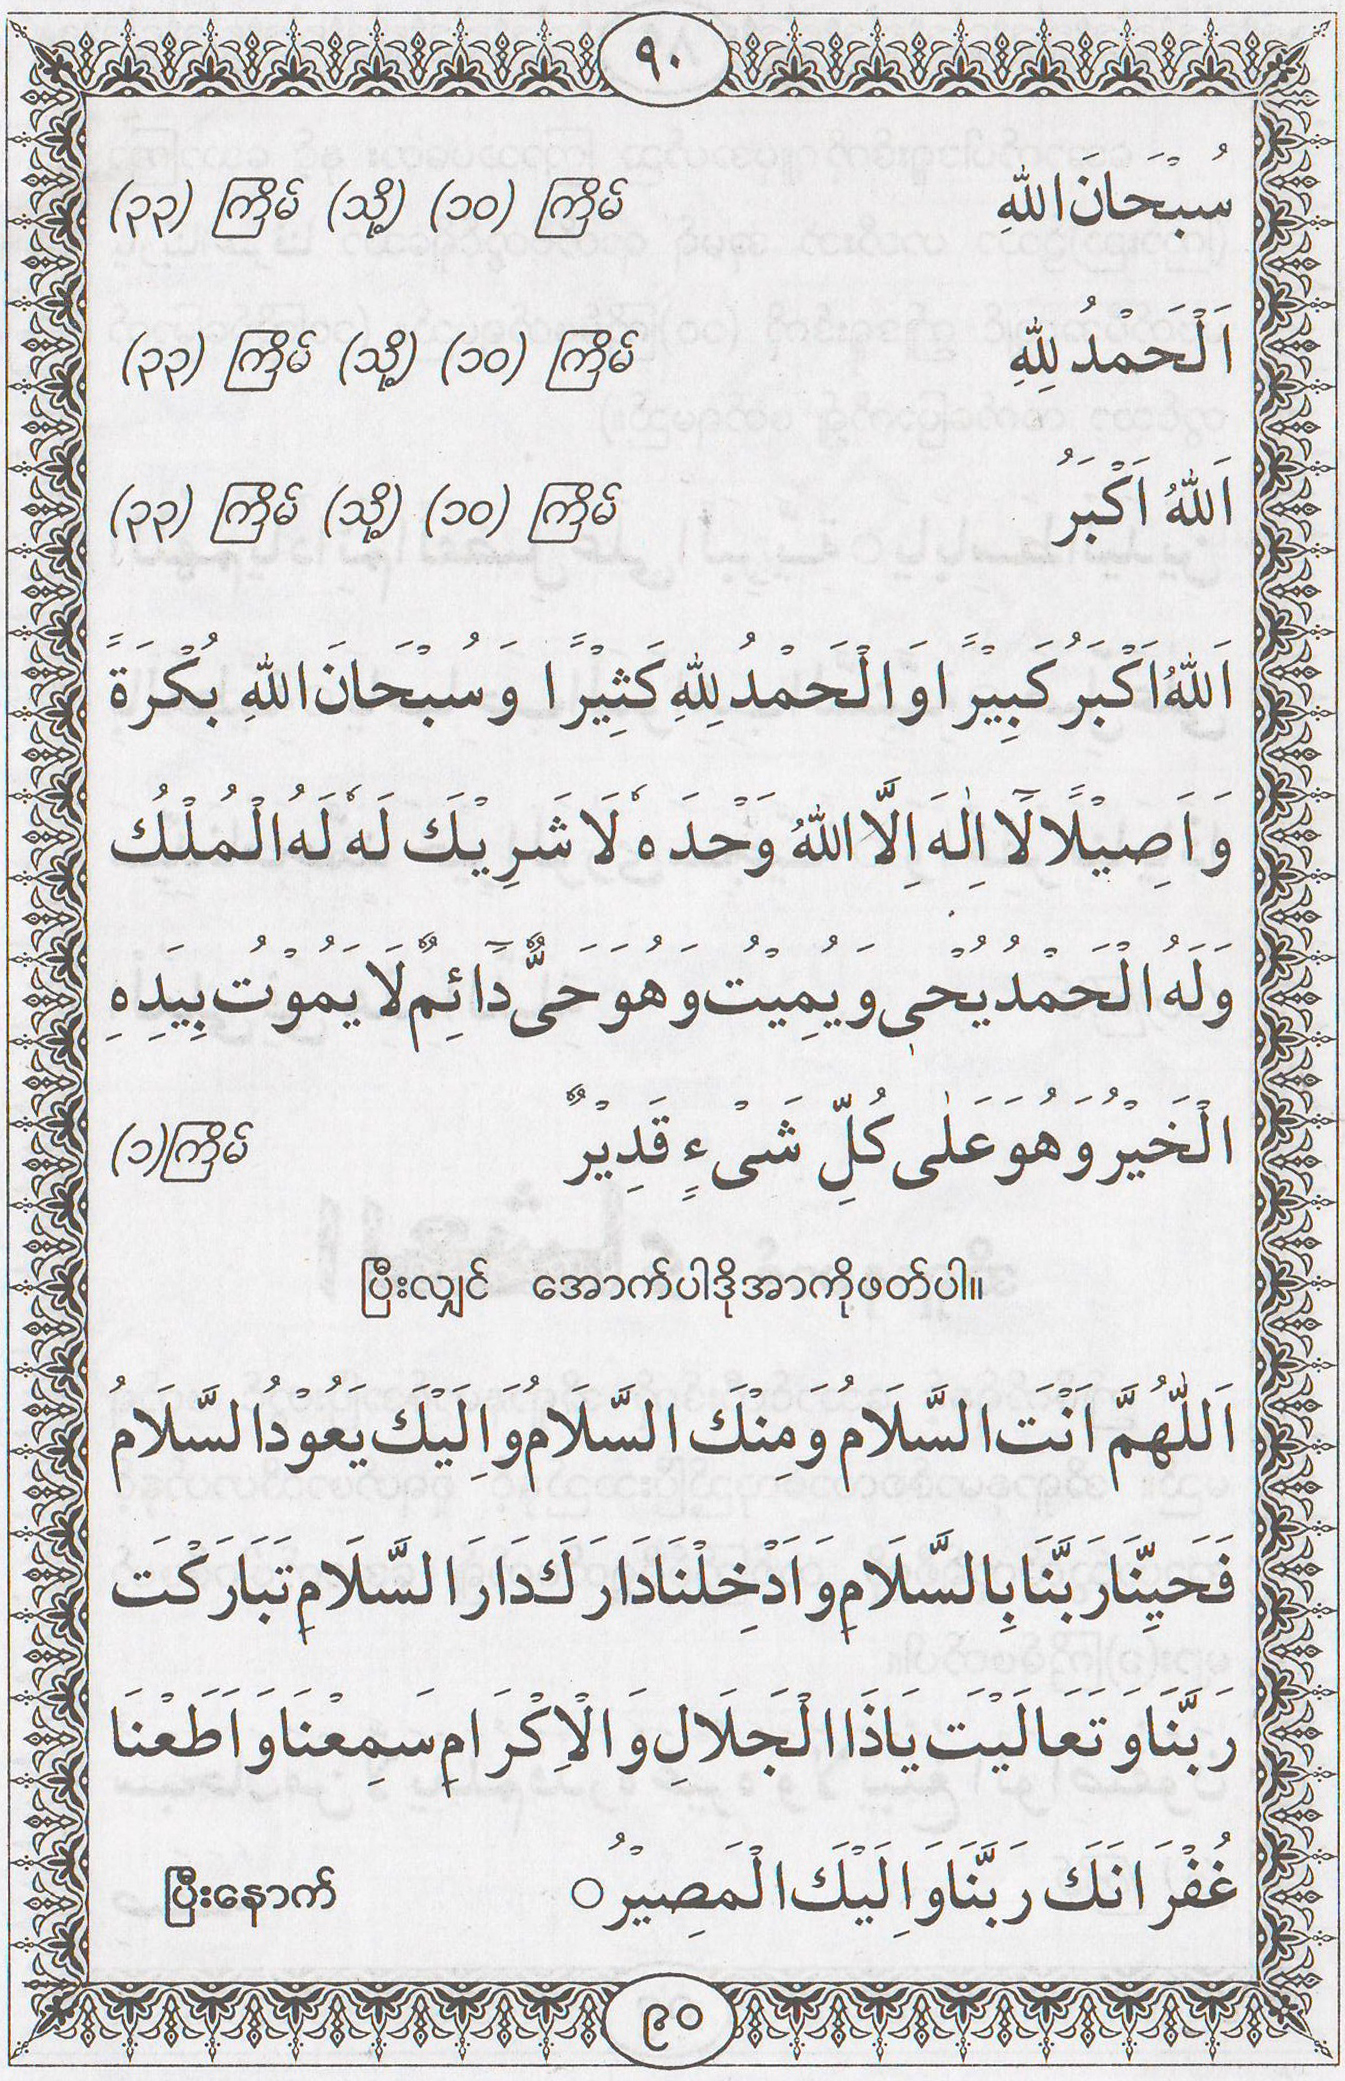 ٩٠
سُبْحَانَ اللهِ (၃၃) ကြိမ် (သို့) (၁၀) ကြိမ်
اَلْحَمْدُ لِلّٰهِ (၃၃) ကြိမ် (သို့) (၁၀) ကြိမ်
اَللهُ اَكْبَرُ (၃၃) ကြိမ် (သို့) (၁၀) ကြိမ်
اَللهُ اَكْبَرُ كَبِيْرًا وَ الْحَمْدُ لِلّٰهِ كَثِيْرًا وَ سُبْحَانَ اللهِ بُكْرَةً
وَ اَصِيْلًا لَآ اِلٰهَ اِلَّا اللهُ وَحْدَهٗ لَا شَرِيْكَ لَهٗ لَهُ الْمُلْكُ
وَلَهُ الْحَمْدُ يُحْيٖ وَ يُمِيْتُ وَ هُوَ حَىٌّ دَآئِمٌ لَا يَمُوْتُ بِيَدِهِ
الْخَيْرُ وَ هُوَ عَلٰى كُلِّ شَىْءٍ قَدِيْرٌ (၁)ကြိမ်
ပြီးလျှင် အောက်ပါဒိုအာကိုဖတ်ပါ။
اَللّٰهُمَّ اَنْتَ السَّلَامُ وَ مِنْكَ السَّلَامُ وَ اِلَيْكَ يَعُوْدُ السَّلَامُ
فَحَيِّنَا رَبَّنَا بِالسَّلَامِ وَ اَدْخِلْنَا دَارَكَ دَارَ السَّلَامِ تَبَارَكْتَ
رَبَّنَا وَ تَعَالَيْتَ يَاذَا الْجَلَالِ وَ الْاِكْرَامِ سَمِعْنَا وَ اَطَعْنَا
غُفْرَانَكَ رَبَّنَا وَ اِلَيْكَ الْمَصِيْرُ ○ ပြီးနောက်
၉၀